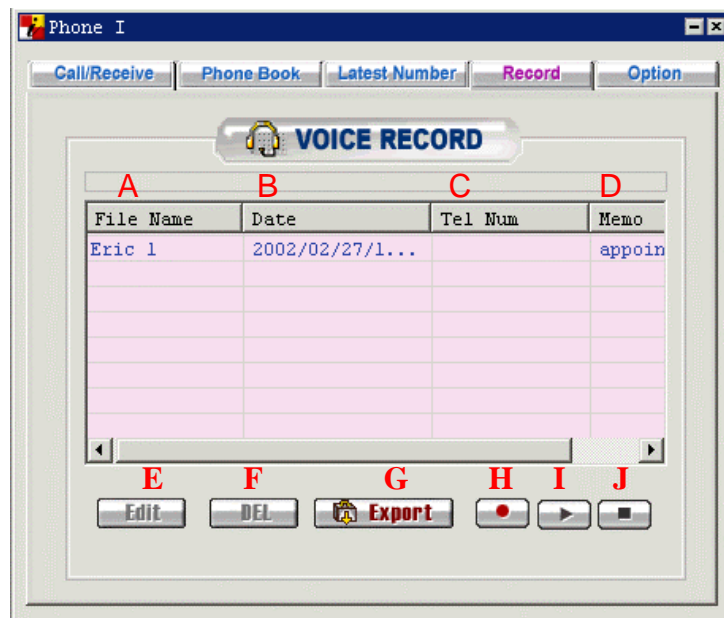 Phone I
Call/Receive Phone Book Latest Number Record Option
VOICE RECORD
A B C D
File Name Date Tel Num Memo
Eric 1 2002/02/27/1... appoin
E F G H I J
Edit DEL Export